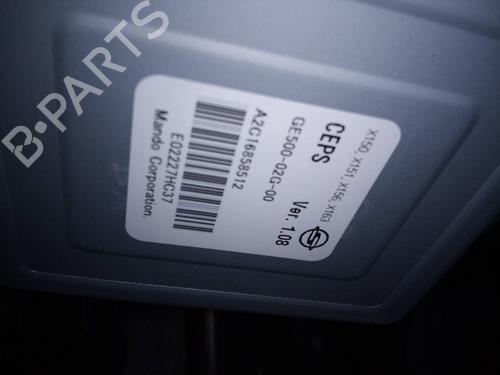 X150, X151, X156, X163
CEPS Ver. 1.08
GE500-02G-00
A2C16858512
E02227HC37
Mando Corporation.
B-PARTS